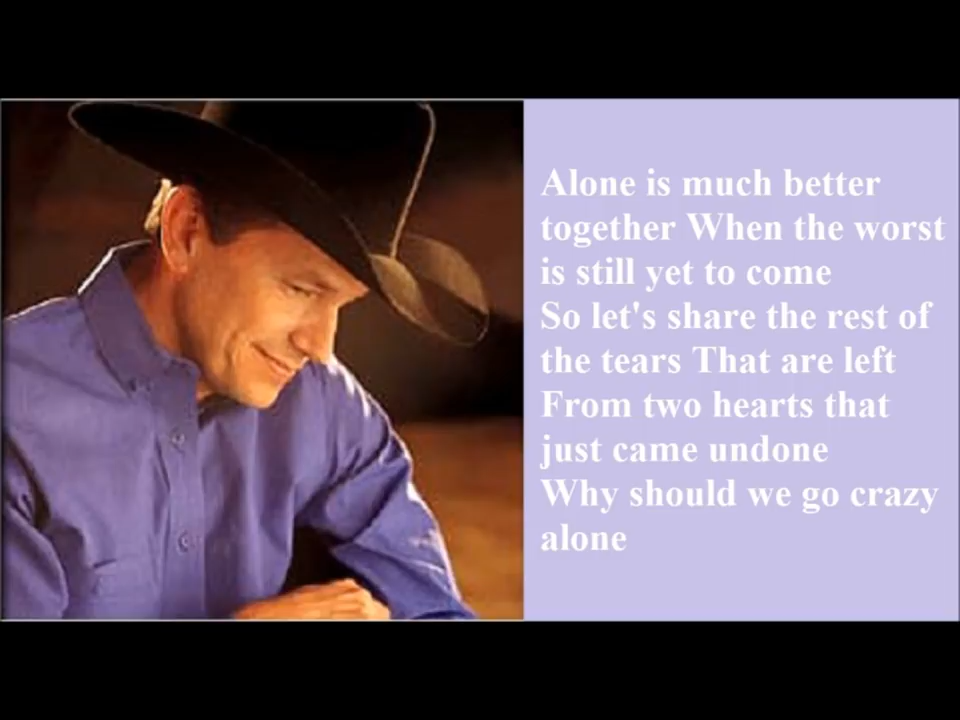 Alone is much better
together When the worst
is still yet to come
So let's share the rest of
the tears That are left
From two hearts that
just came undone
Why should we go crazy
alone